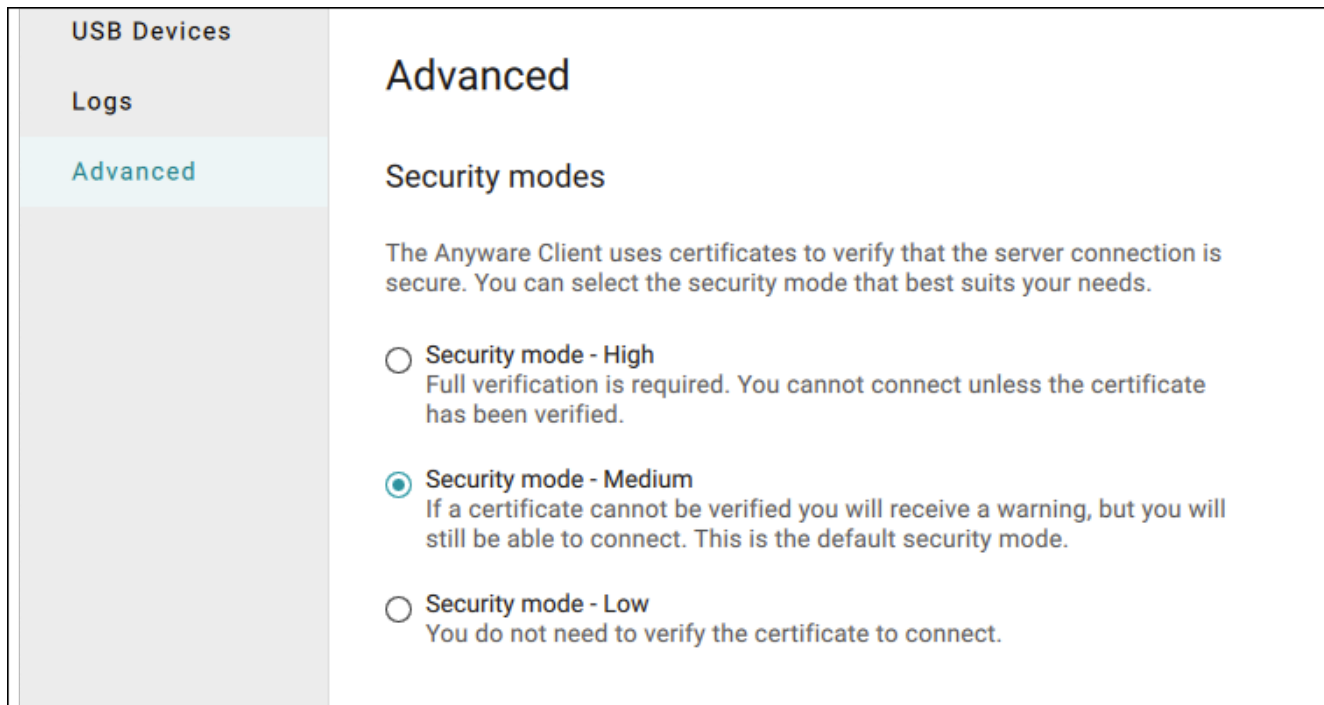 USB Devices
Logs
Advanced
Advanced
Security modes
The Anyware Client uses certificates to verify that the server connection is
secure. You can select the security mode that best suits your needs.
Security mode - High
Full verification is required. You cannot connect unless the certificate
has been verified.
Security mode - Medium
If a certificate cannot be verified you will receive a warning, but you will
still be able to connect. This is the default security mode.
Security mode - Low
You do not need to verify the certificate to connect.